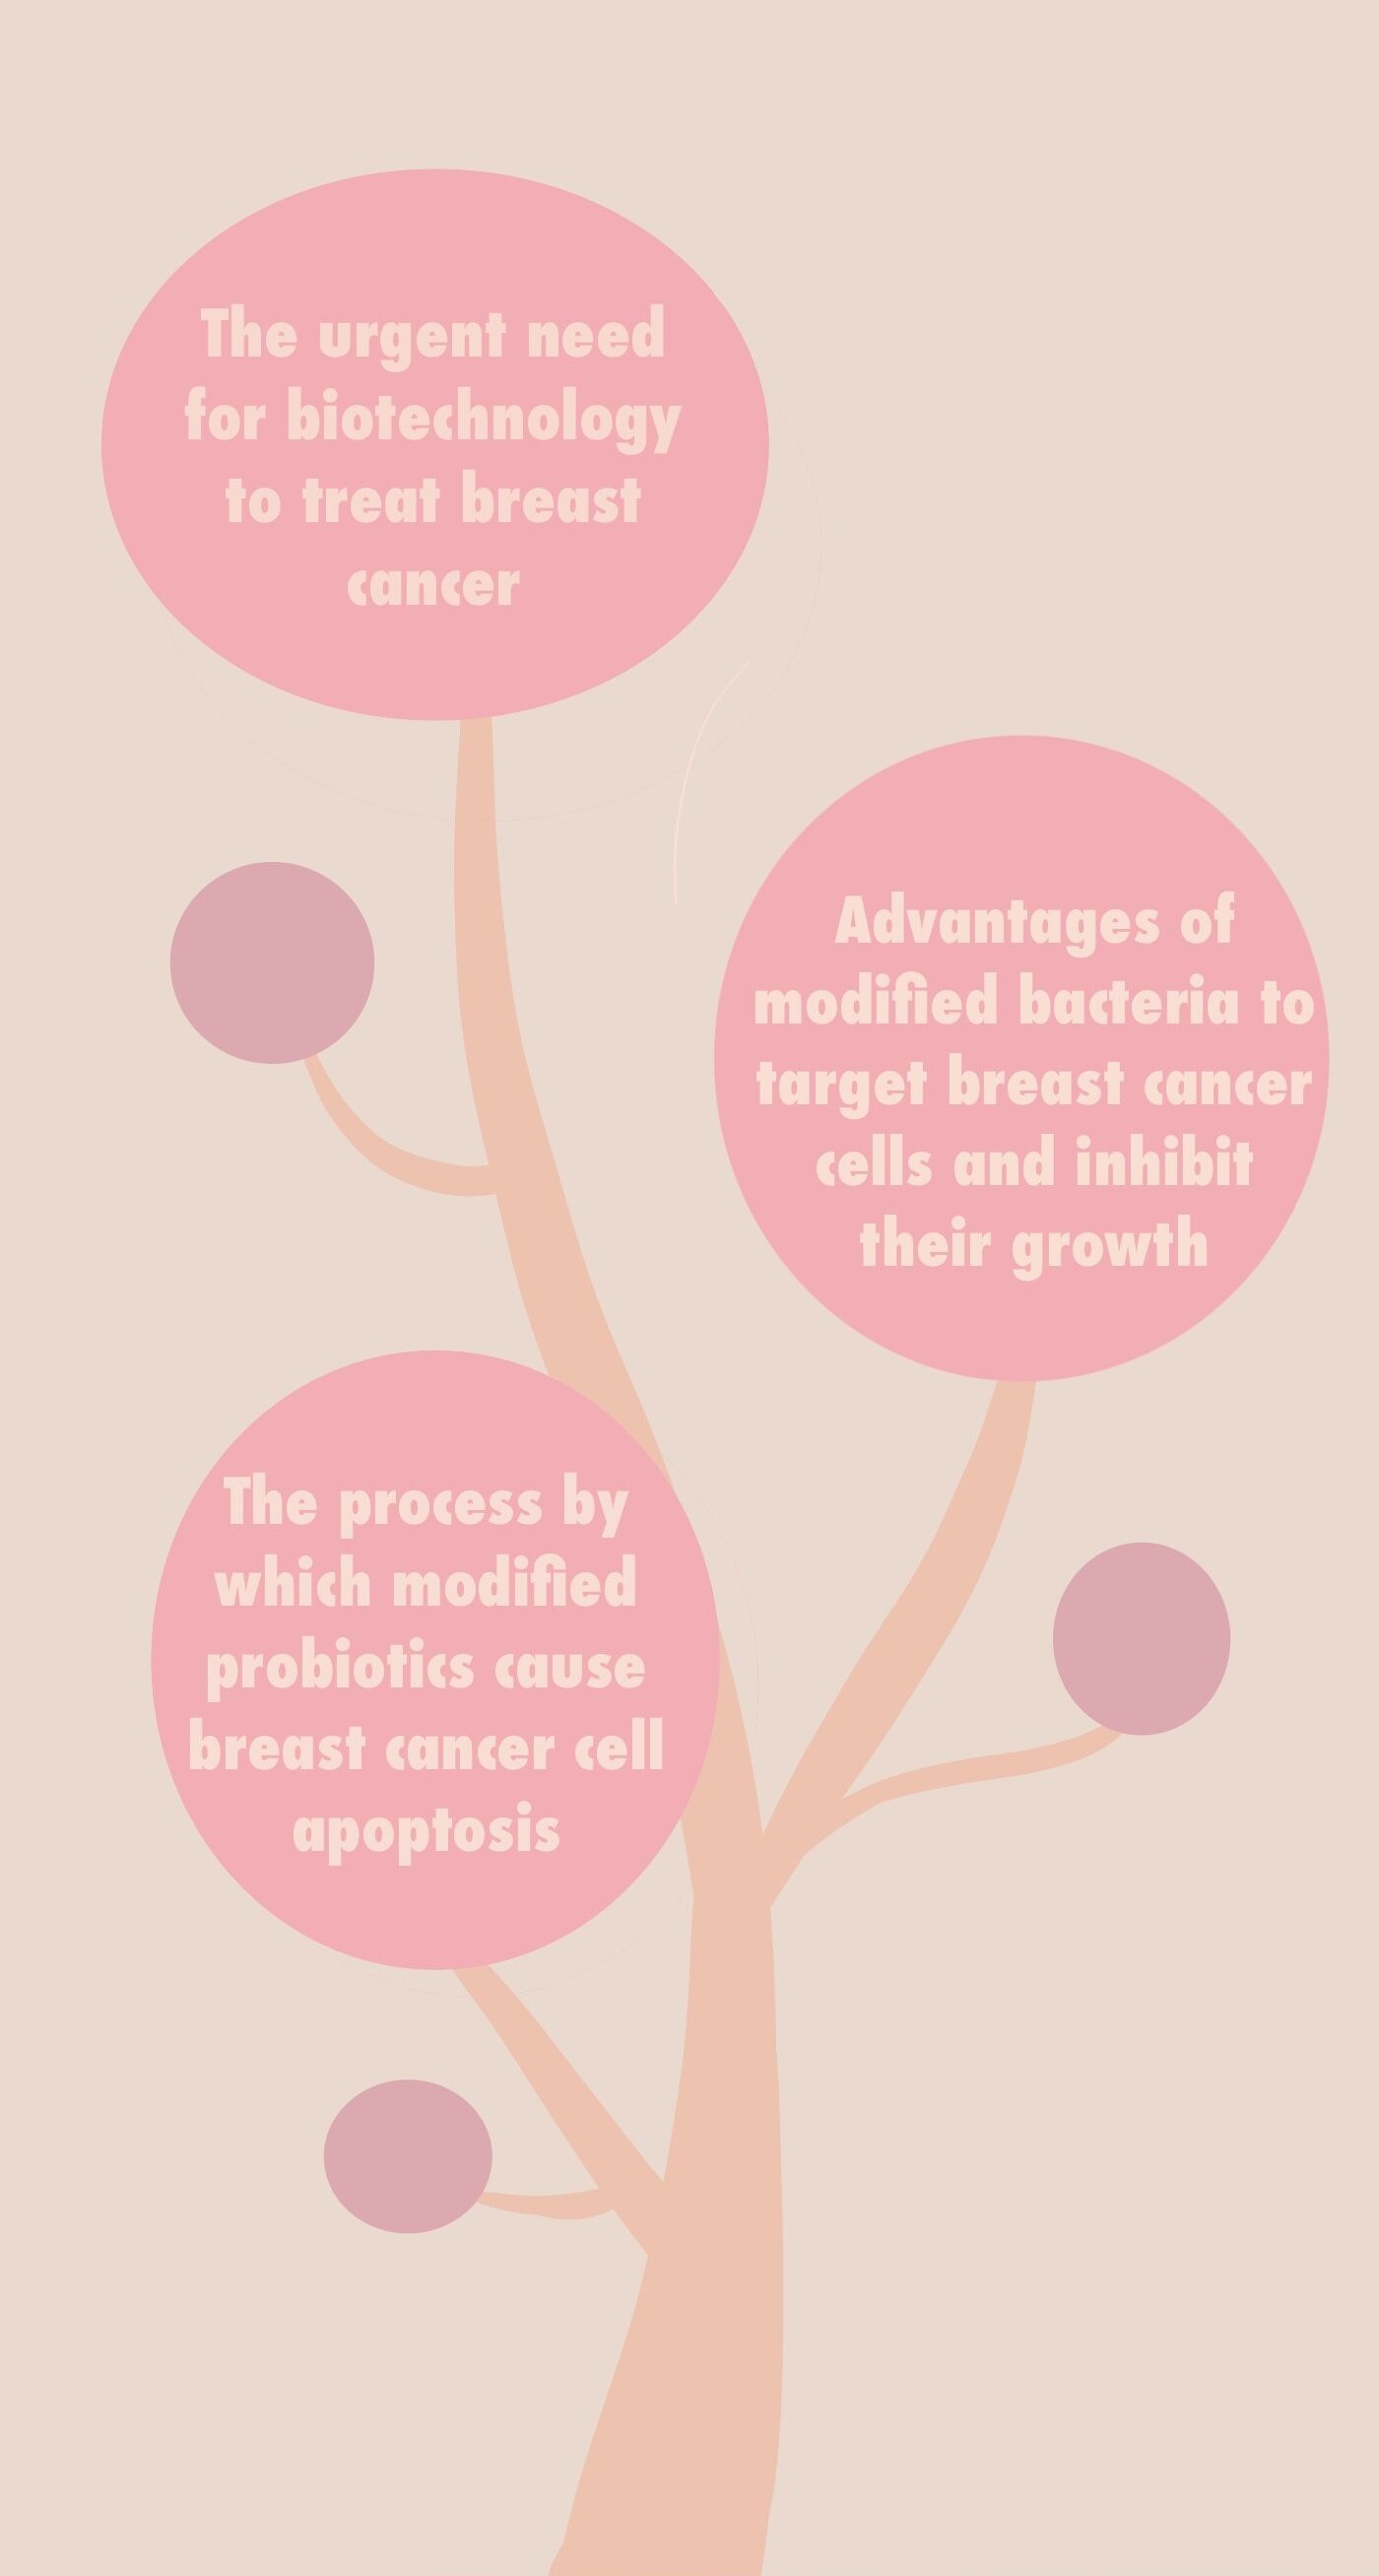 The urgent need
for biotechnology
to treat breast
cancer
Advantages of
modified bacteria to
target breast cancer
cells and inhibit
their growth
The process by
which modified
probiotics cause
breast cancer cell
apoptosis